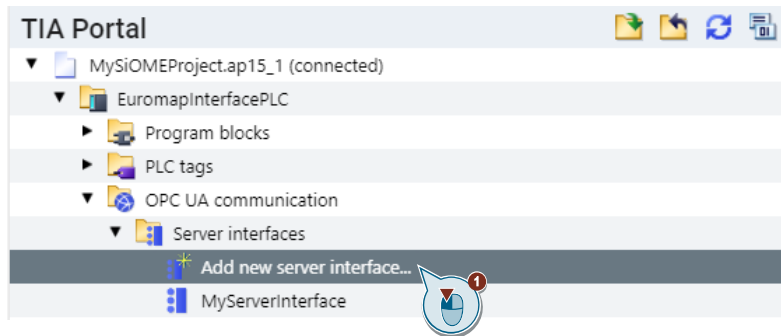 TIA Portal
MySiOMEProject.ap15_1 (connected)
EuromapInterfacePLC
Program blocks
PLC tags
OPC UA communication
Server interfaces
Add new server interface...
1
MyServerInterface